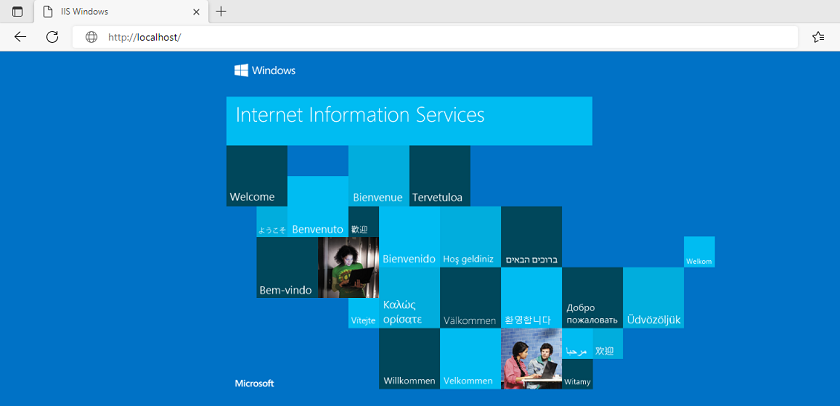 IIS Windows
http://localhost/
Windows
Internet Information Services
Welcome
Bienvenue
Tervetuloa
ようこそ
Benvenuto
歡迎
Bienvenido
Hoş geldiniz
ברוכים הבאים
Welkom
Bem-vindo
Vítejte
Καλώς
ορίσατε
Välkommen
환영합니다
Добро
пожаловать
Üdvözöljük
مرحبا
欢迎
Willkommen
Velkommen
Witamy
Microsoft